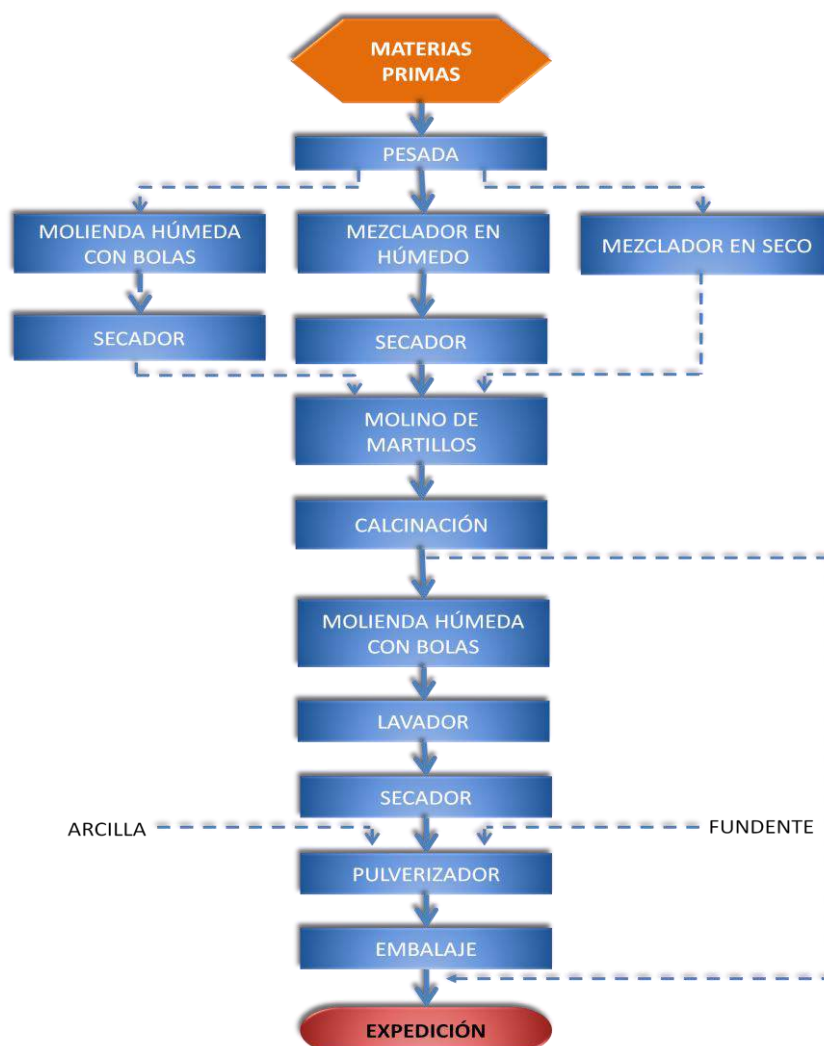 MATERIAS
PRIMAS
PESADA
MOLIENDA HÚMEDA
CON BOLAS
MEZCLADOR EN
HÚMEDO
MEZCLADOR EN SECO
SECADOR
SECADOR
MOLINO DE
MARTILLOS
CALCINACIÓN
MOLIENDA HÚMEDA
CON BOLAS
LAVADOR
SECADOR
ARCILLA
FUNDENTE
PULVERIZADOR
EMBALAJE
EXPEDICIÓN